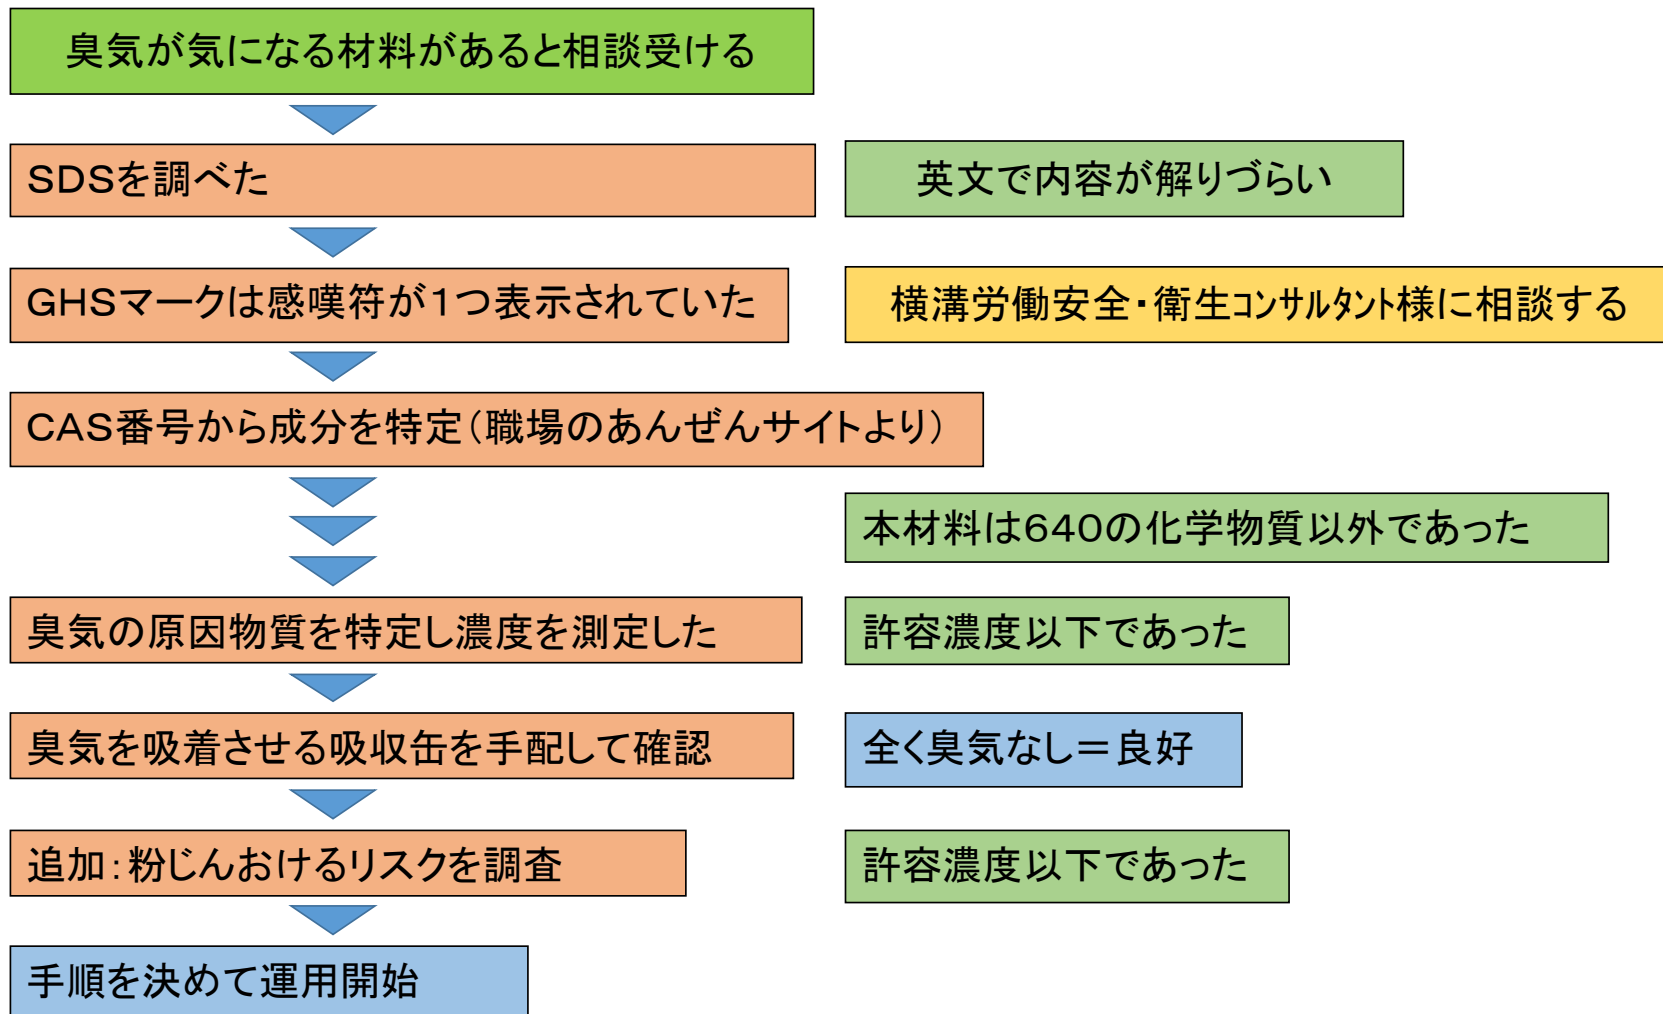 臭気が気になる材料があると相談受ける
SDSを調べた
英文で内容が解りづらい
GHSマークは感嘆符が1つ表示されていた
横溝労働安全・衛生コンサルタント様に相談する
CAS番号から成分を特定(職場のあんぜんサイトより)
本材料は640の化学物質以外であった
臭気の原因物質を特定し濃度を測定した
許容濃度以下であった
臭気を吸着させる吸収缶を手配して確認
全く臭気なし=良好
追加:粉じんおけるリスクを調査
許容濃度以下であった
手順を決めて運用開始